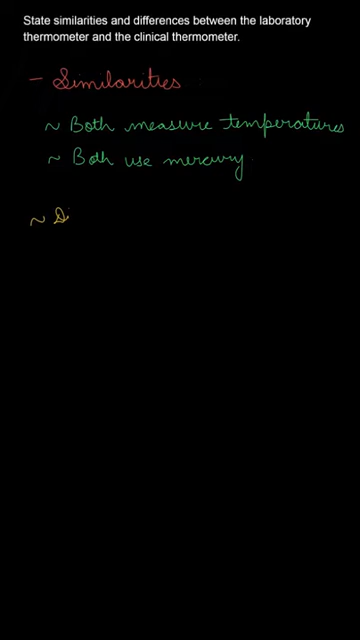 State similarities and differences between the laboratory
thermometer and the clinical thermometer.
– Similarities
~ Both measure temperatures
~ Both use mercury.
~ Di